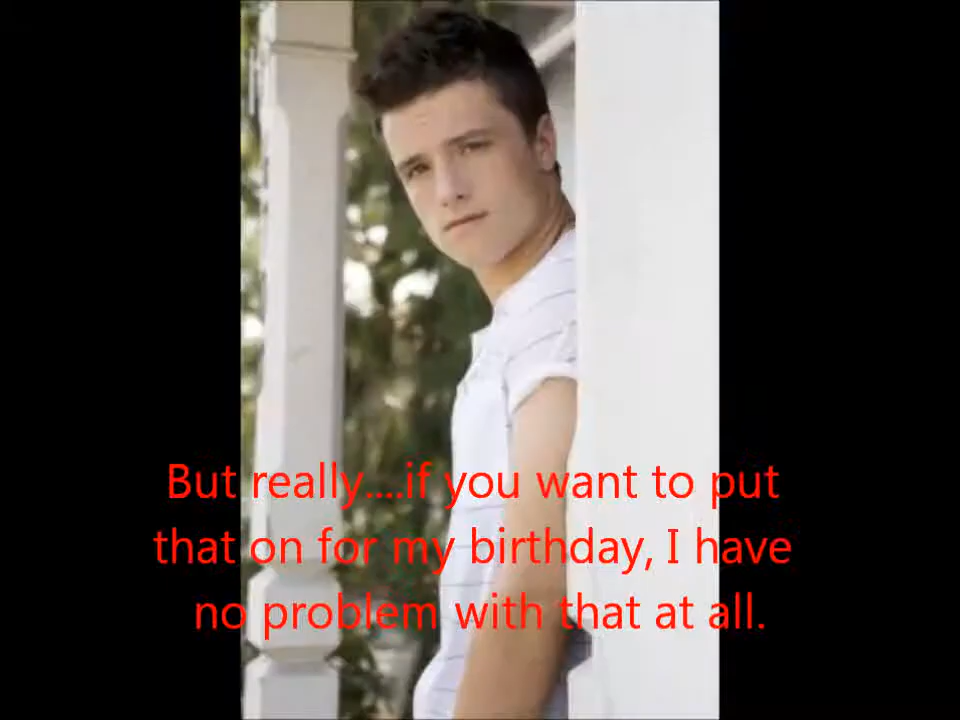 But really....if you want to put
that on for my birthday, I have
no problem with that at all.